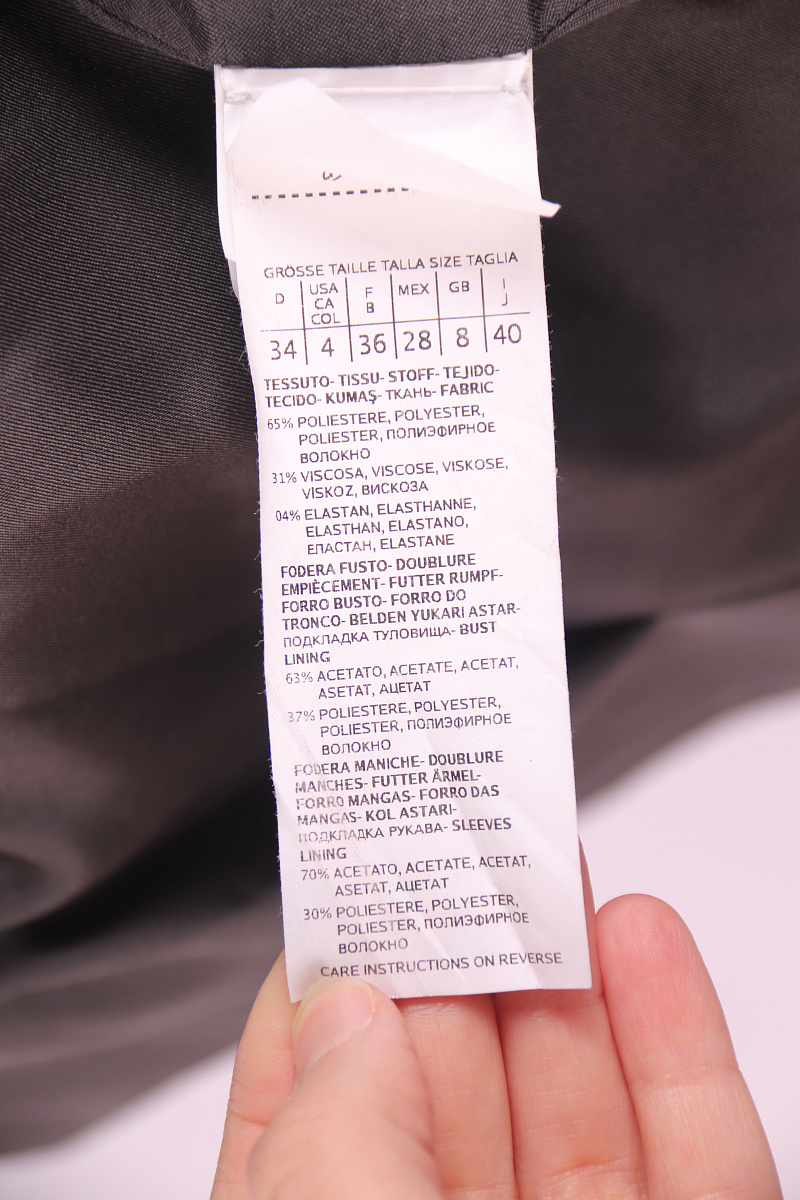 GRÖSSE TAILLE TALLA SIZE TAGLIA
D USA CA COL F B MEX GB I J
34 4 36 28 8 40
TESSUTO- TISSU- STOFF- TEJIDO-
TECIDO- KUMAŞ- ТКАНЬ- FABRIC
65% POLIESTERE, POLYESTER,
POLIESTER, ПОЛИЭФИРНОЕ
ВОЛОКНО
31% VISCOSA, VISCOSE, VISKOSE,
VİSKOZ, ВИСКОЗА
04% ELASTAN, ELASTHANNE,
ELASTHAN, ELASTANO,
ЕПАСТАН, ELASTANE
FODERA FUSTO- DOUBLURE
EMPIÈCEMENT- FUTTER RUMPF-
FORRO BUSTO- FORRO DO
TRONCO- BELDEN YUKARI ASTAR-
ПОДКЛАДКА ТУЛОВИЩА- BUST
LINING
63% ACETATO, ACETATE, ACETAT,
ASETAT, АЦЕТАТ
37% POLIESTERE, POLYESTER,
POLIESTER, ПОЛИЭФИРНОЕ
ВОЛОКНО
FODERA MANICHE- DOUBLURE
MANCHES- FUTTER ÄRMEL-
FORRO MANGAS- FORRO DAS
MANGAS- KOL ASTARI-
ПОДКЛАДКА РУКАВА- SLEEVES
LINING
70% ACETATO, ACETATE, ACETAT,
ASETAT, АЦЕТАТ
30% POLIESTERE, POLYESTER,
POLIESTER, ПОЛИЭФИРНОЕ
ВОЛОКНО
CARE INSTRUCTIONS ON REVERSE